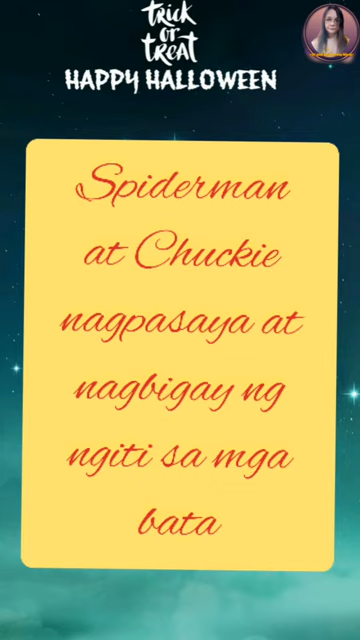 trick
or
treat
HAPPY HALLOWEEN
Spiderman
at Chuckie
nagpasaya at
nagbigay ng
ngiti sa mga
bata